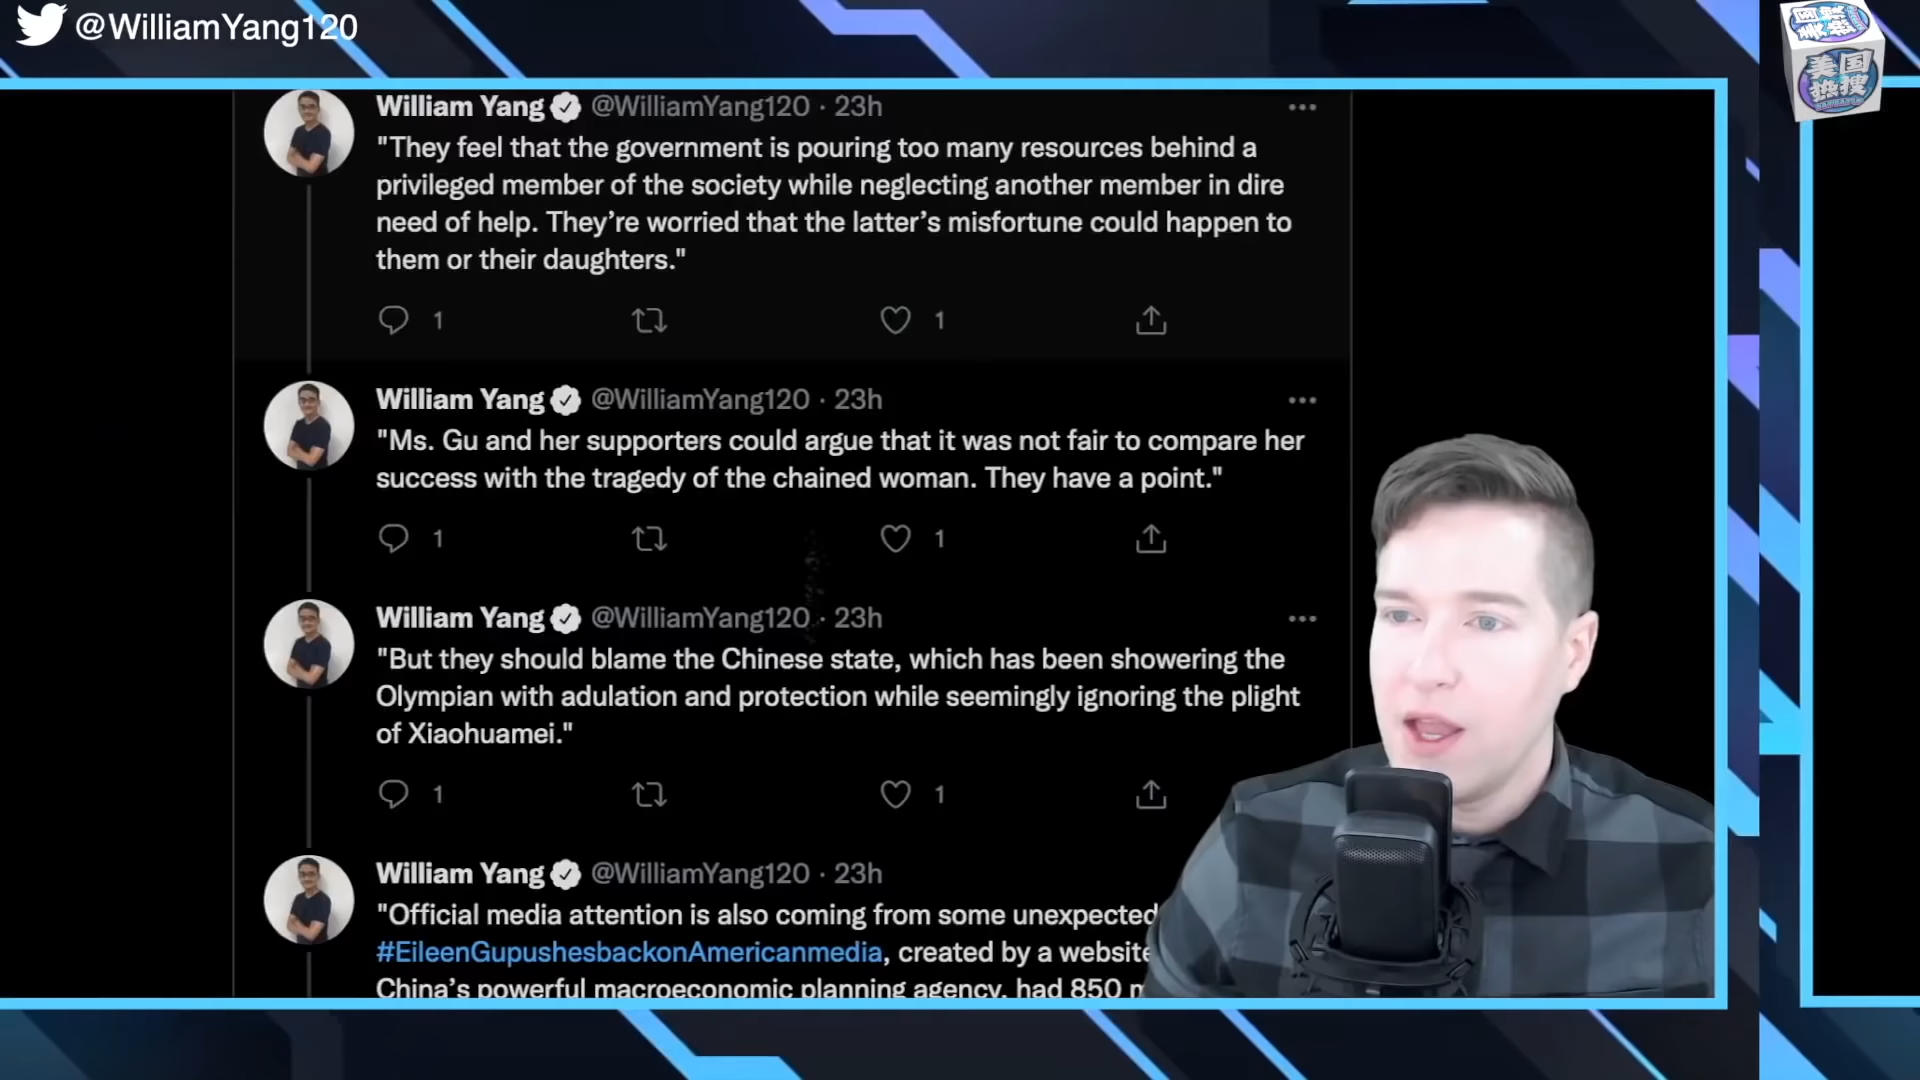 @WilliamYang120
美国
热搜
William Yang @WilliamYang120 · 23h
"They feel that the government is pouring too many resources behind a
privileged member of the society while neglecting another member in dire
need of help. They’re worried that the latter’s misfortune could happen to
them or their daughters."
1 1
William Yang @WilliamYang120 · 23h
"Ms. Gu and her supporters could argue that it was not fair to compare her
success with the tragedy of the chained woman. They have a point."
1 1
William Yang @WilliamYang120 · 23h
"But they should blame the Chinese state, which has been showering the
Olympian with adulation and protection while seemingly ignoring the plight
of Xiaohuamei."
1 1
William Yang @WilliamYang120 · 23h
"Official media attention is also coming from some unexpected
#EileenGupushesbackonAmericanmedia, created by a website
China’s powerful macroeconomic planning agency, had 850